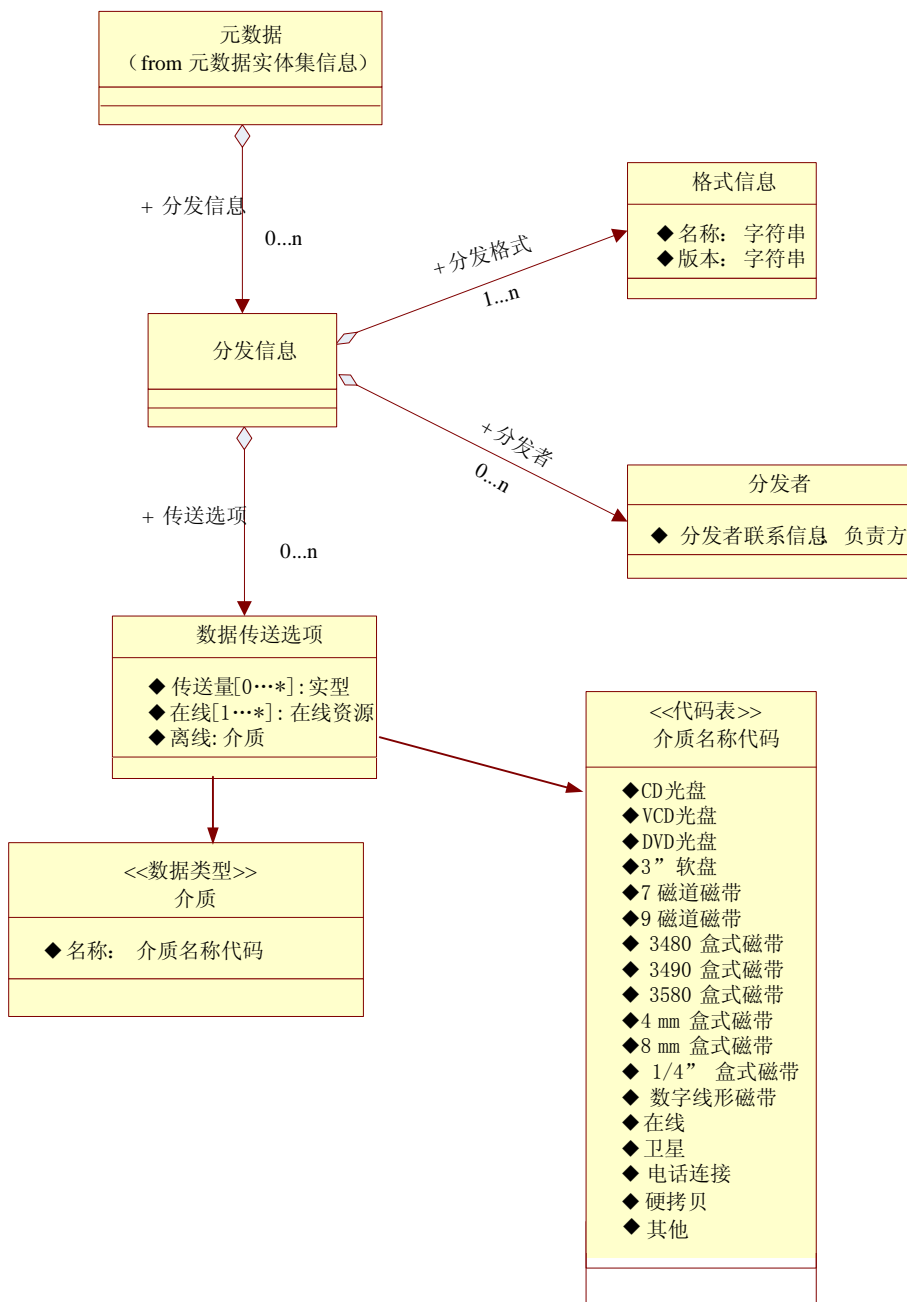 元数据
（from 元数据实体集信息）
+ 分发信息
0...n
格式信息
◆名称： 字符串
◆版本： 字符串
+分发格式
1...n
分发信息
+分发者
0...n
分发者
◆ 分发者联系信息： 负责方
+ 传送选项
0...n
数据传送选项
◆传送量[0…*]:实型
◆在线[1…*]:在线资源
◆离线:介质
<<代码表>>
介质名称代码
◆CD光盘
◆VCD光盘
◆DVD光盘
◆3” 软盘
◆7 磁道磁带
◆9 磁道磁带
◆ 3480 盒式磁带
◆ 3490 盒式磁带
◆ 3580 盒式磁带
◆4 mm 盒式磁带
◆8 mm 盒式磁带
◆ 1/4” 盒式磁带
◆ 数字线形磁带
◆在线
◆卫星
◆电话连接
◆硬拷贝
◆其他
<<数据类型>>
介质
◆名称： 介质名称代码